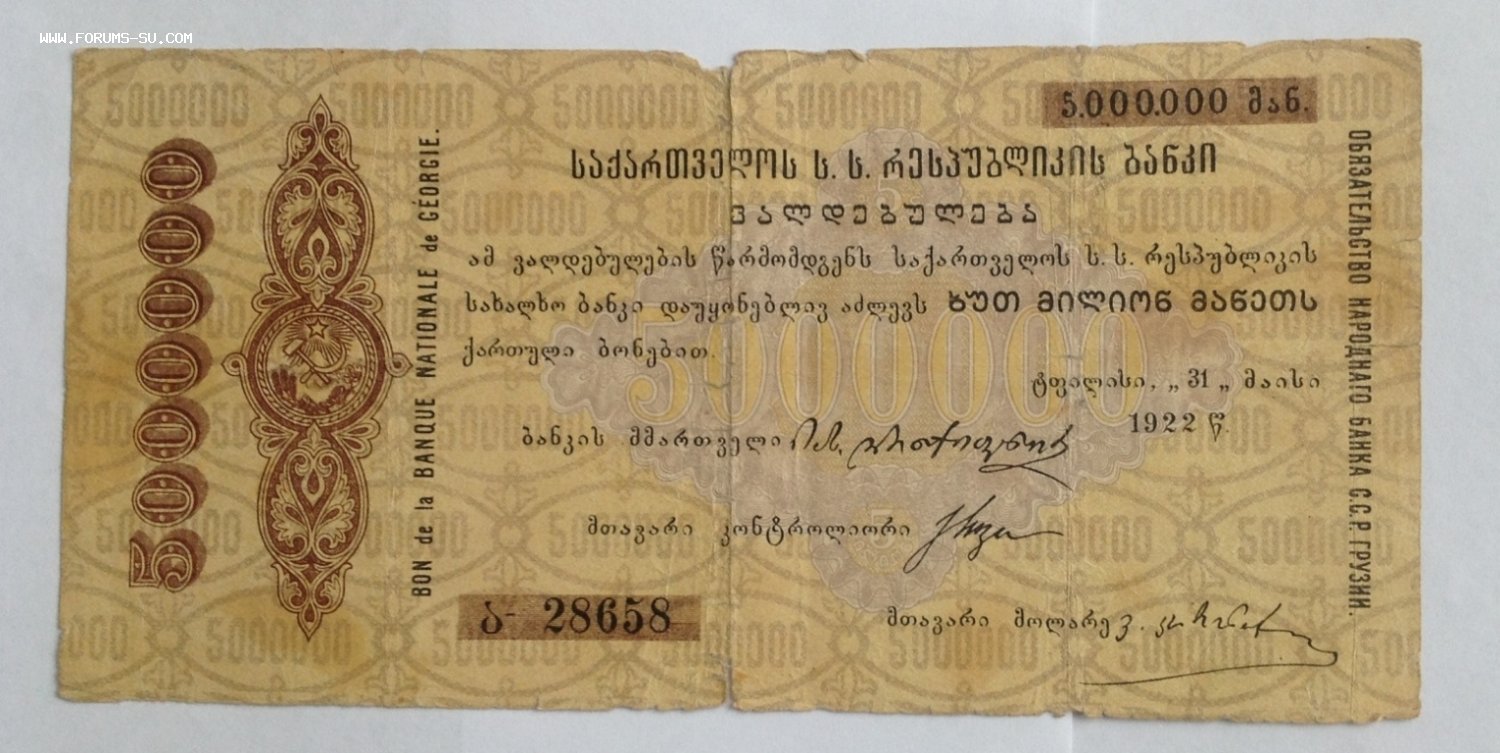 WWW.FORUMS-SU.COM
5000000
BON de la BANQUE NATIONALE de GÉORGIE.
5.000.000 მან.
საქართველოს ს. ს. რესპუბლიკის ბანკი
ვალდებულება
ამ ვალდებულების წარმომდგენს საქართველოს ს. ს. რესპუბლიკის
სახალხო ბანკი დაუყონებლივ აძლევს ხუთ მილიონ მანეთს
ქართული ბონებით.
5000000
ტფილისი, „ 31 „ მაისი
1922 წ.
ბანკის მმართველი
მთავარი კონტროლიორი
მთავარი მოლარე
ა- 28658
ОБЯЗАТЕЛЬСТВО НАРОДНАГО БАНКА С.С.Р. ГРУЗИИ.